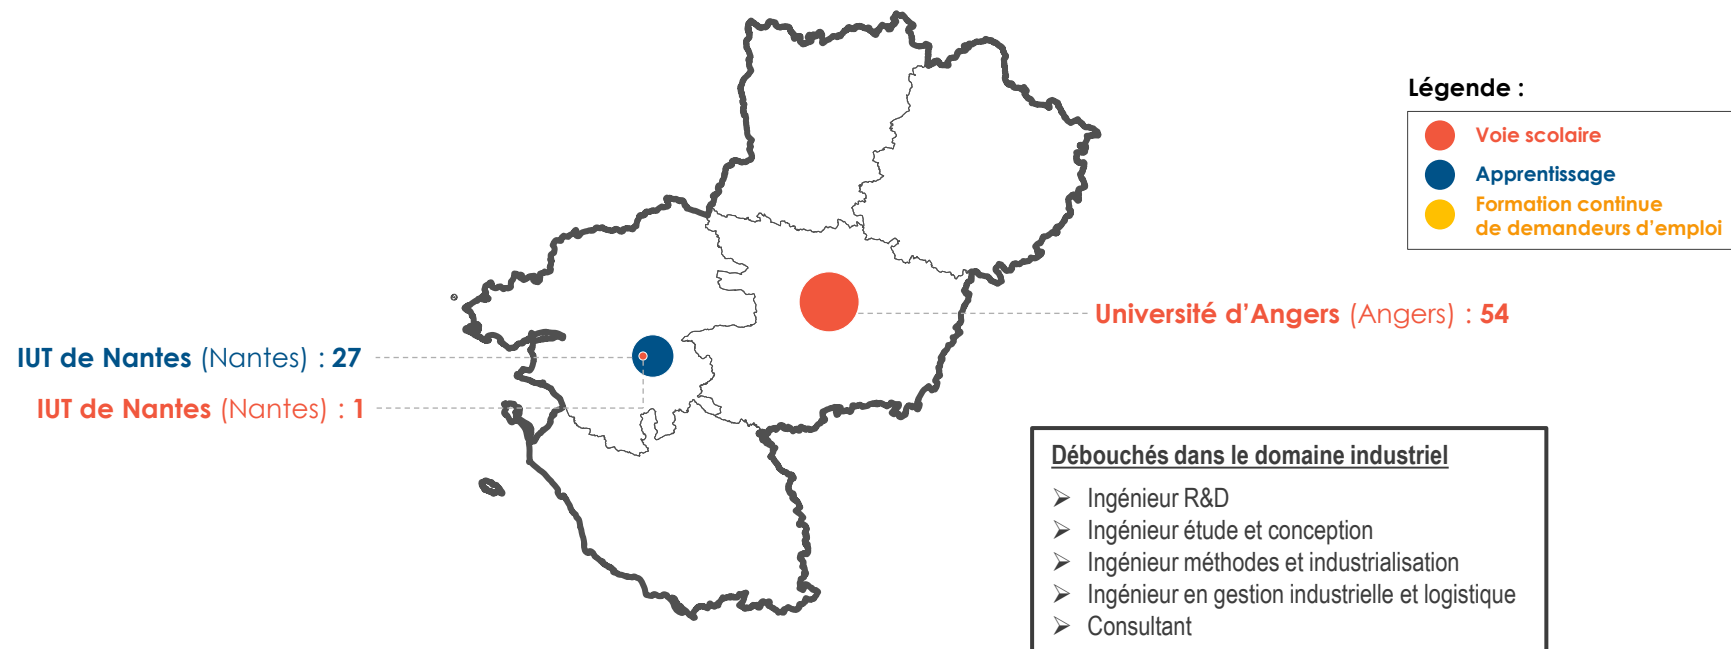 Légende :
Voie scolaire
Apprentissage
Formation continue
de demandeurs d'emploi
Université d'Angers (Angers) : 54
IUT de Nantes (Nantes) : 27
IUT de Nantes (Nantes) : 1
Débouchés dans le domaine industriel
➢ Ingénieur R&D
➢ Ingénieur étude et conception
➢ Ingénieur méthodes et industrialisation
➢ Ingénieur en gestion industrielle et logistique
➢ Consultant